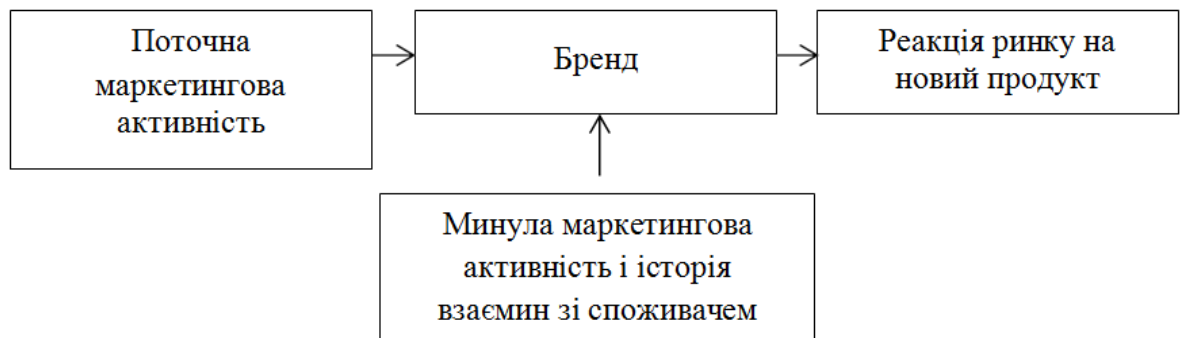 Поточна
маркетингова
активність
Бренд
Реакція ринку на
новий продукт
Минула маркетингова
активність і історія
взаємин зі споживачем